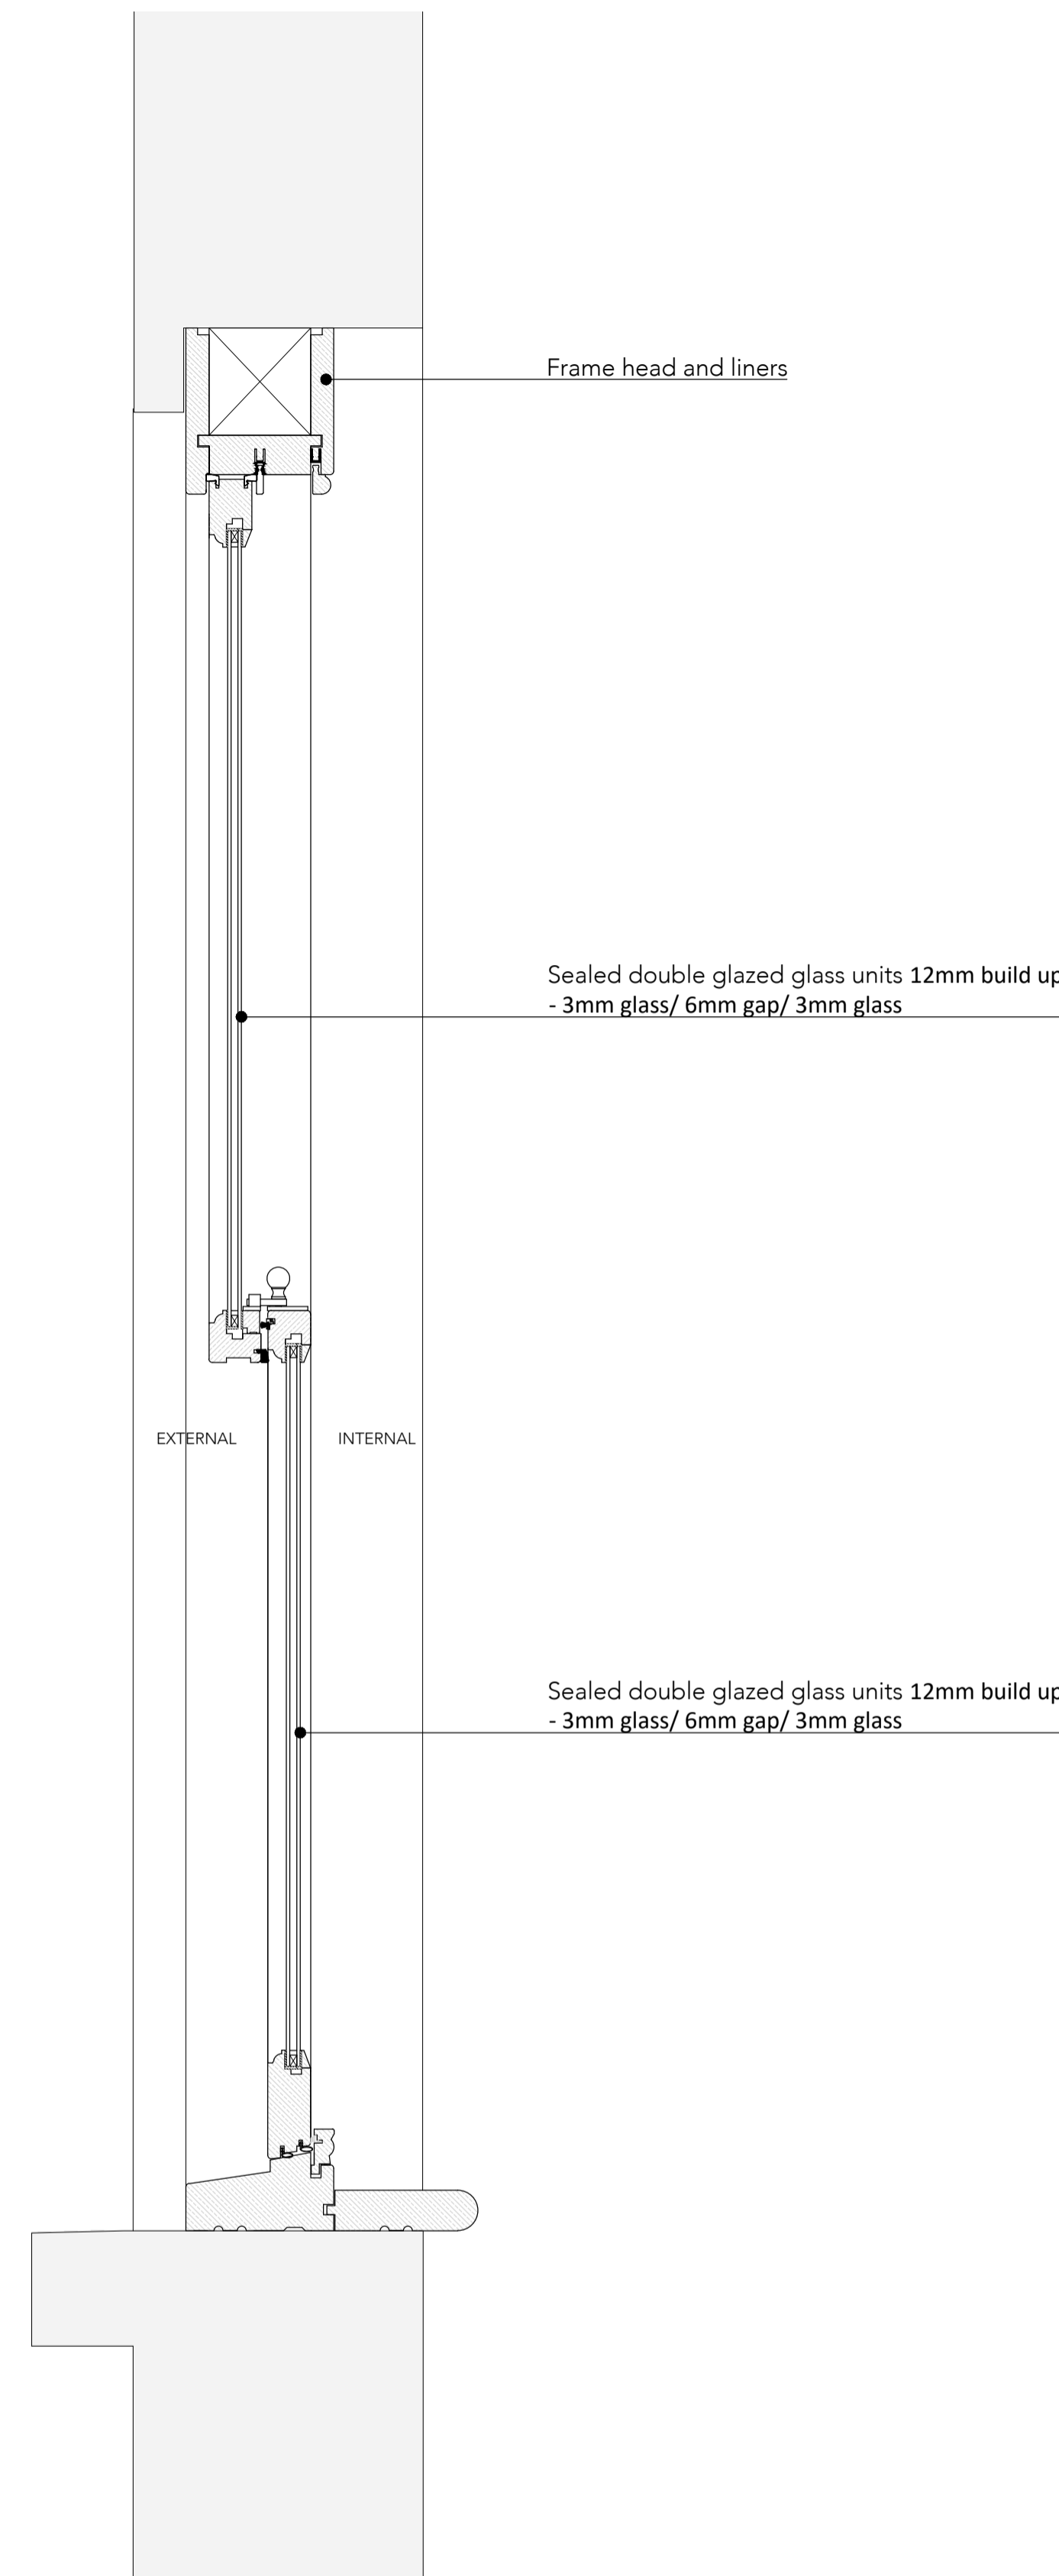 Frame head and liners
Sealed double glazed glass units 12mm build up
- 3mm glass/ 6mm gap/ 3mm glass
EXTERNAL
INTERNAL
Sealed double glazed glass units 12mm build up
- 3mm glass/ 6mm gap/ 3mm glass